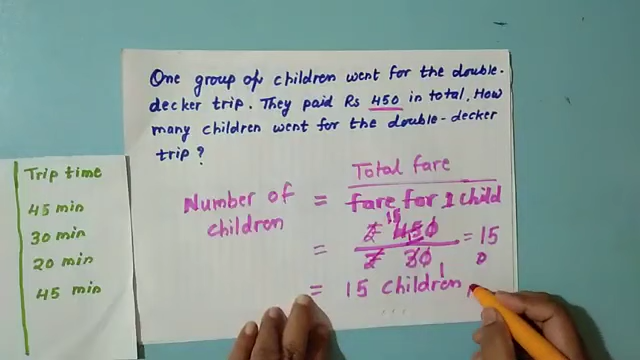 One group of children went for the double-
decker trip. They paid Rs 450 in total. How
many children went for the double-decker
trip?
Trip time
45 min
30 min
20 min
45 min
Total fare
Number of children = fare for 1 child
15
= ₹ 450 = 15
₹ 30
1
= 15 children